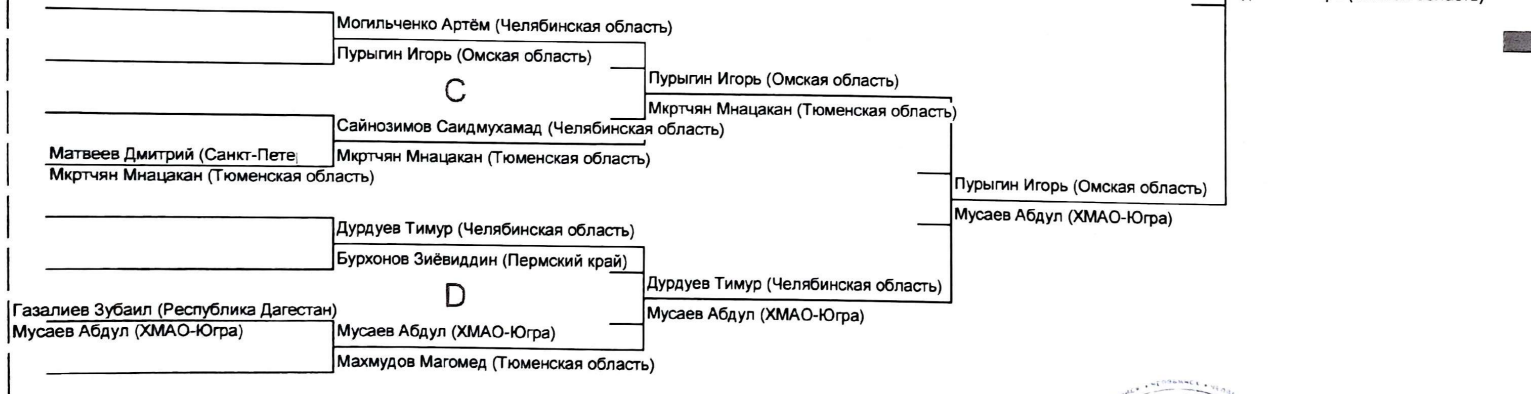 Могильченко Артём (Челябинская область)
Пурыгин Игорь (Омская область)
Пурыгин Игорь (Омская область)
C
Мкртчян Мнацакан (Тюменская область)
Сайнозимов Саидмухамад (Челябинская область)
Матвеев Дмитрий (Санкт-Пете
Мкртчян Мнацакан (Тюменская область)
Мкртчян Мнацакан (Тюменская область)
Пурыгин Игорь (Омская область)
Мусаев Абдул (ХМАО-Югра)
Дурдуев Тимур (Челябинская область)
Бурхонов Зиёвиддин (Пермский край)
Дурдуев Тимур (Челябинская область)
D
Газалиев Зубаил (Республика Дагестан)
Мусаев Абдул (ХМАО-Югра)
Мусаев Абдул (ХМАО-Югра)
Мусаев Абдул (ХМАО-Югра)
Махмудов Магомед (Тюменская область)